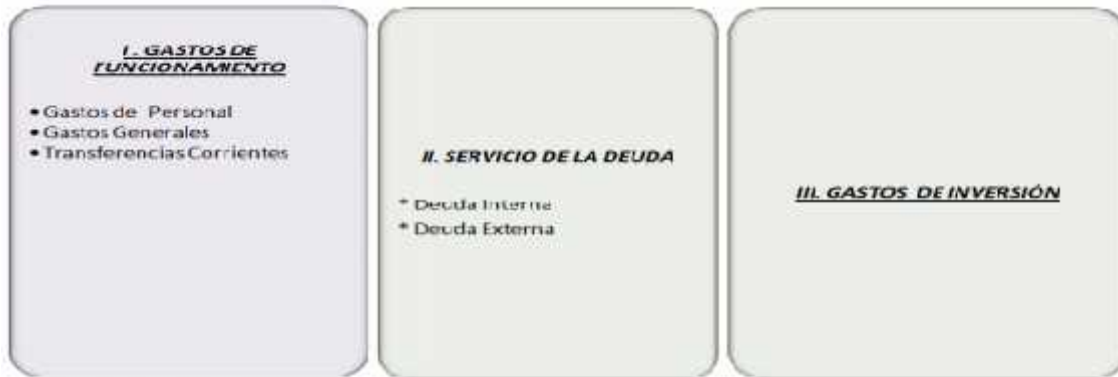 I. GASTOS DE
FUNCIONAMIENTO
• Gastos de Personal
• Gastos Generales
• Transferencias Corrientes
II. SERVICIO DE LA DEUDA
* Deuda Interna
* Deuda Externa
III. GASTOS DE INVERSIÓN